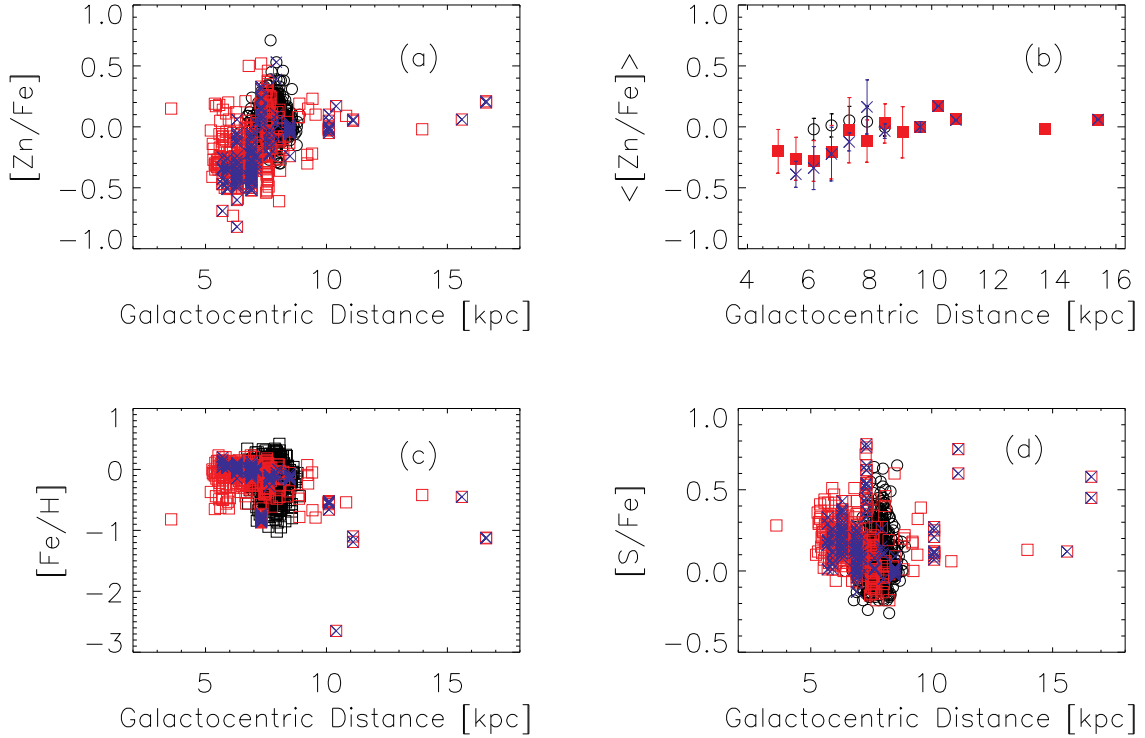 1.0 1.0
(a) (b)
0.5 0.5
[Zn/Fe] 0.0 <[Zn/Fe]> 0.0
−0.5 −0.5
−1.0 −1.0
5 10 15 4 6 8 10 12 14 16
Galactocentric Distance [kpc] Galactocentric Distance [kpc]
1 1.0
(c) (d)
0 0.5
[Fe/H] −1 [S/Fe]
−2 0.0
−3 −0.5
5 10 15 5 10 15
Galactocentric Distance [kpc] Galactocentric Distance [kpc]